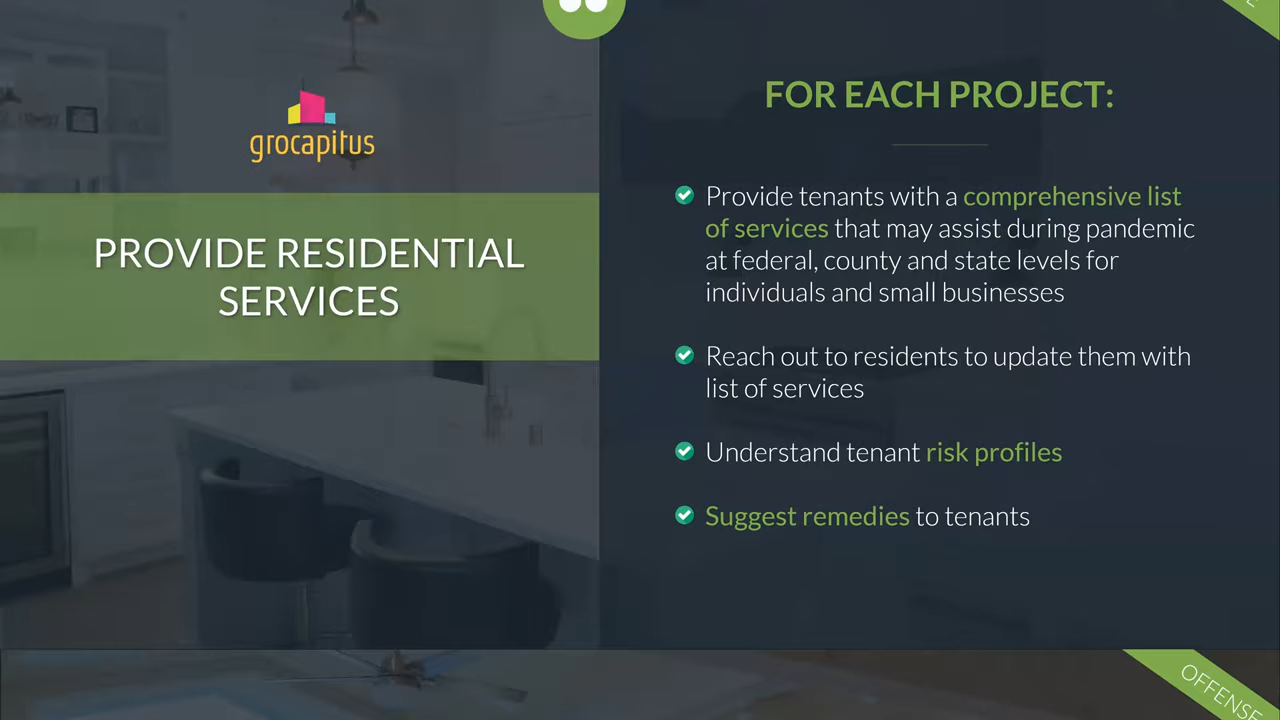 grocapitus
PROVIDE RESIDENTIAL
SERVICES
FOR EACH PROJECT:
Provide tenants with a comprehensive list
of services that may assist during pandemic
at federal, county and state levels for
individuals and small businesses
Reach out to residents to update them with
list of services
Understand tenant risk profiles
Suggest remedies to tenants
OFFENSE